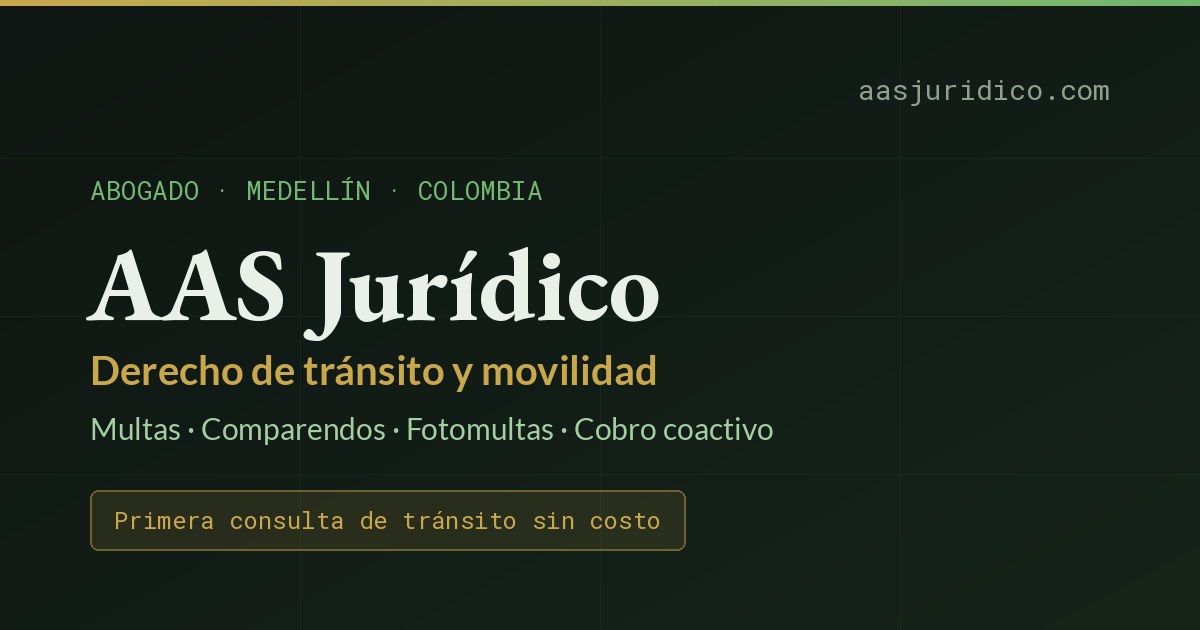 aasjuridico.com
ABOGADO · MEDELLÍN · COLOMBIA
AAS Jurídico
Derecho de tránsito y movilidad
Multas · Comparendos · Fotomultas · Cobro coactivo
Primera consulta de tránsito sin costo